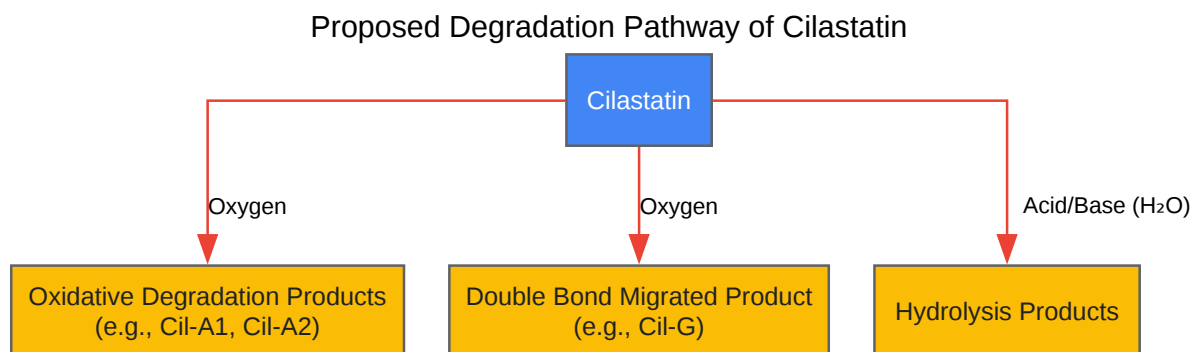 Proposed Degradation Pathway of Cilastatin
Cilastatin
Oxygen
Oxygen
Acid/Base (H₂O)
Oxidative Degradation Products
(e.g., Cil-A1, Cil-A2)
Double Bond Migrated Product
(e.g., Cil-G)
Hydrolysis Products